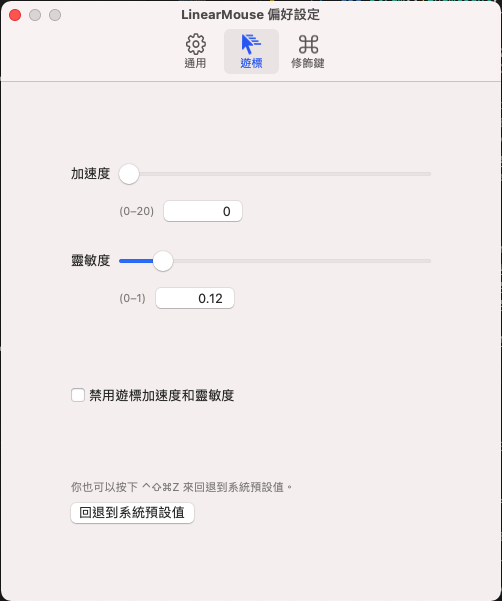 LinearMouse 偏好設定
通用
遊標
修飾鍵
加速度
(0–20) 0
靈敏度
(0–1) 0.12
禁用遊標加速度和靈敏度
你也可以按下 ⌃⇧⌘Z 來回退到系統預設值。
回退到系統預設值